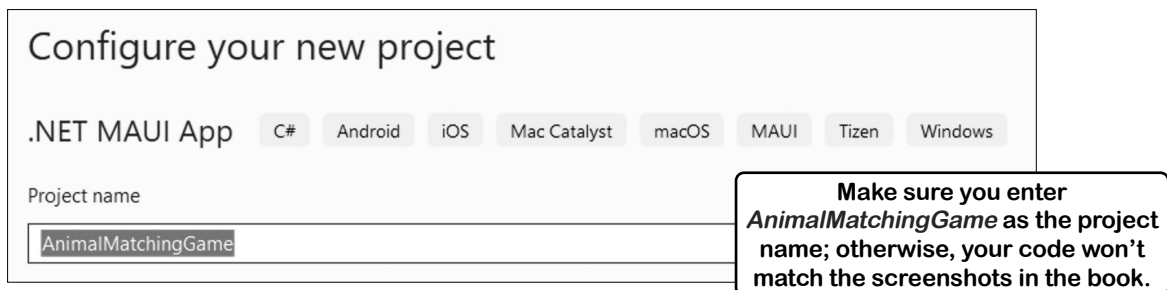 Configure your new project
.NET MAUI App C# Android iOS Mac Catalyst macOS MAUI Tizen Windows
Project name
AnimalMatchingGame
Make sure you enter
AnimalMatchingGame as the project
name; otherwise, your code won’t
match the screenshots in the book.